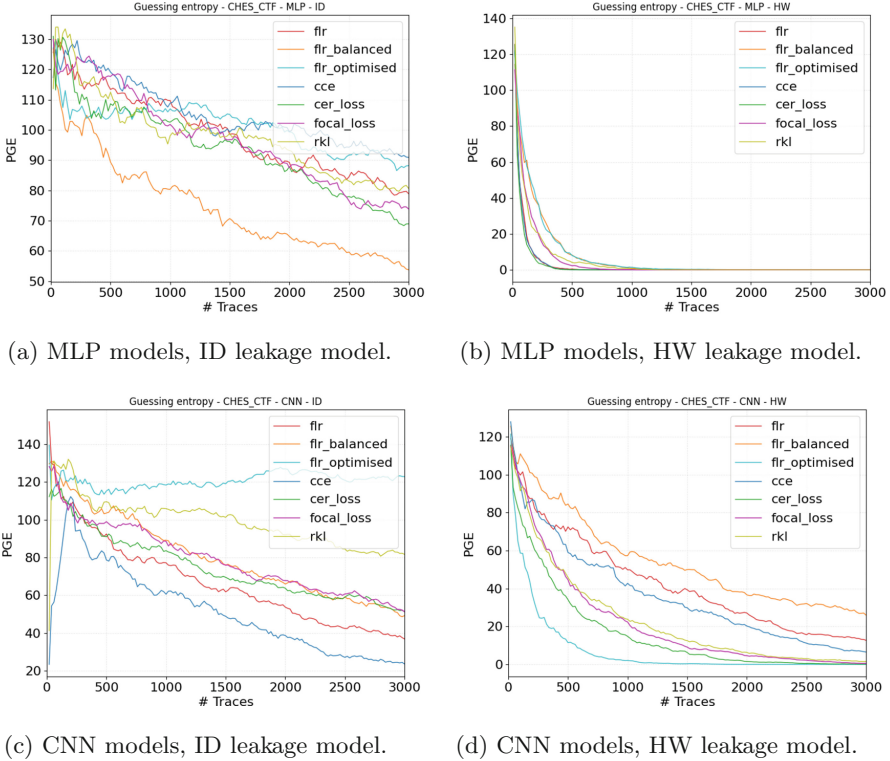 Guessing entropy - CHES_CTF - MLP - ID
130
120
110
100
90
80
70
60
50
PGE
0
500
1000
1500
2000
2500
3000
# Traces
flr
flr_balanced
flr_optimised
cce
cer_loss
focal_loss
rkl
(a) MLP models, ID leakage model.
Guessing entropy - CHES_CTF - MLP - HW
140
120
100
80
60
40
20
0
PGE
0
500
1000
1500
2000
2500
3000
# Traces
flr
flr_balanced
flr_optimised
cce
cer_loss
focal_loss
rkl
(b) MLP models, HW leakage model.
Guessing entropy - CHES_CTF - CNN - ID
140
120
100
80
60
40
20
PGE
0
500
1000
1500
2000
2500
3000
# Traces
flr
flr_balanced
flr_optimised
cce
cer_loss
focal_loss
rkl
(c) CNN models, ID leakage model.
Guessing entropy - CHES_CTF - CNN - HW
120
100
80
60
40
20
0
PGE
0
500
1000
1500
2000
2500
3000
# Traces
flr
flr_balanced
flr_optimised
cce
cer_loss
focal_loss
rkl
(d) CNN models, HW leakage model.